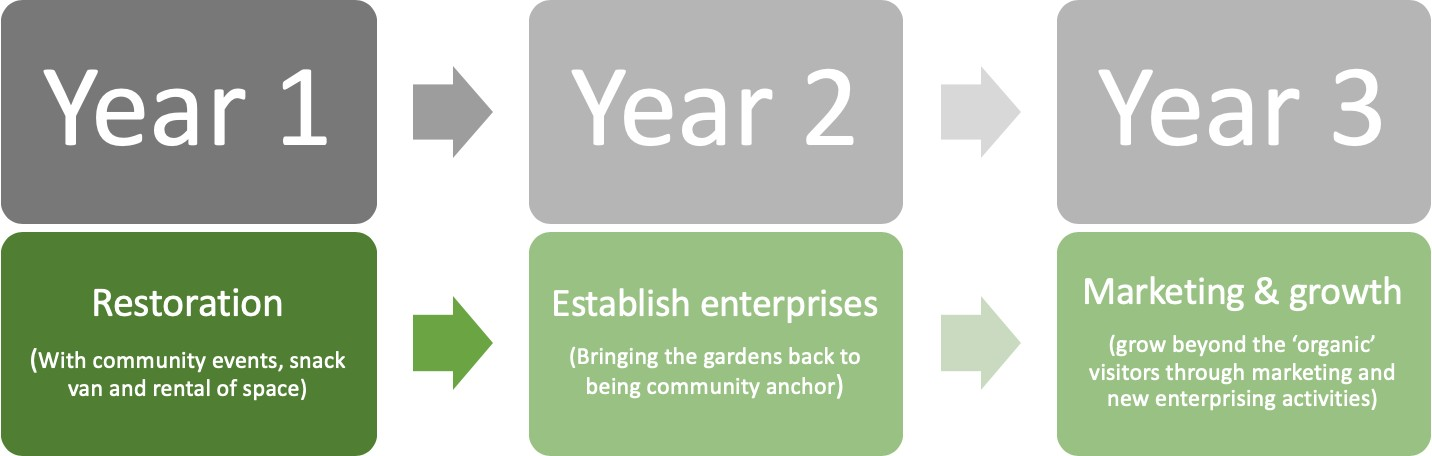 Year 1
Year 2
Year 3
Restoration
(With community events, snack
van and rental of space)
Establish enterprises
(Bringing the gardens back to
being community anchor)
Marketing & growth
(grow beyond the ‘organic’
visitors through marketing and
new enterprising activities)